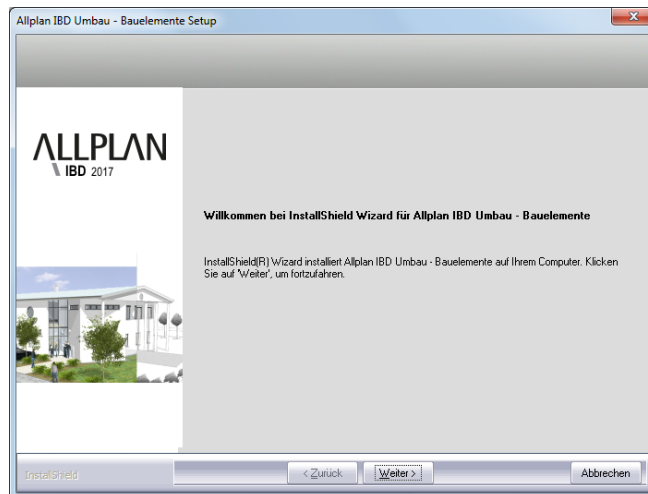 Allplan IBD Umbau - Bauelemente Setup
ALLPLAN
IBD 2017
Willkommen bei InstallShield Wizard für Allplan IBD Umbau - Bauelemente
InstallShield(R) Wizard installiert Allplan IBD Umbau - Bauelemente auf Ihrem Computer. Klicken
Sie auf 'Weiter', um fortzufahren.
InstallShield
< Zurück
Weiter >
Abbrechen